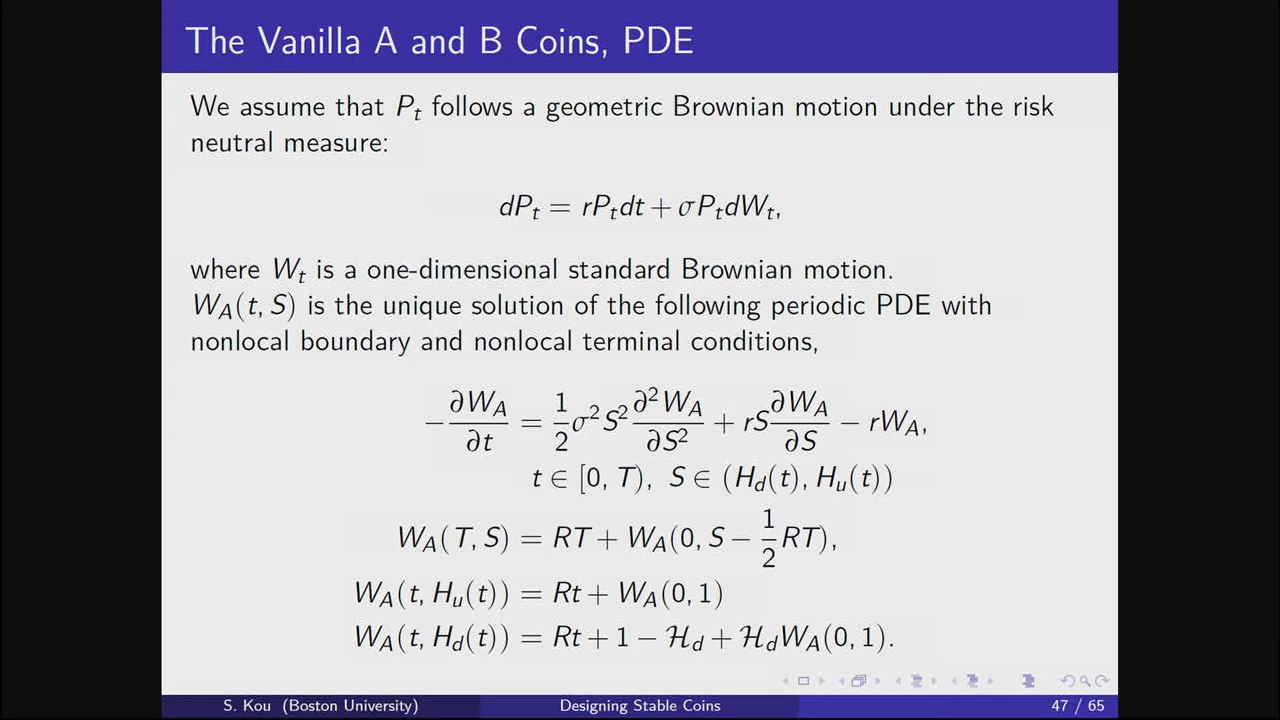 The Vanilla A and B Coins, PDE
We assume that P_t follows a geometric Brownian motion under the risk
neutral measure:
dP_t = rP_t dt + σP_t dW_t,
where W_t is a one-dimensional standard Brownian motion.
W_A(t, S) is the unique solution of the following periodic PDE with
nonlocal boundary and nonlocal terminal conditions,
−∂W_A/∂t = 1/2 σ²S² ∂²W_A/∂S² + rS ∂W_A/∂S − rW_A,
t ∈ [0, T), S ∈ (H_d(t), H_u(t))
W_A(T, S) = RT + W_A(0, S − 1/2 RT),
W_A(t, H_u(t)) = Rt + W_A(0, 1)
W_A(t, H_d(t)) = Rt + 1 − ℋ_d + ℋ_d W_A(0, 1).
S. Kou (Boston University) Designing Stable Coins 47 / 65